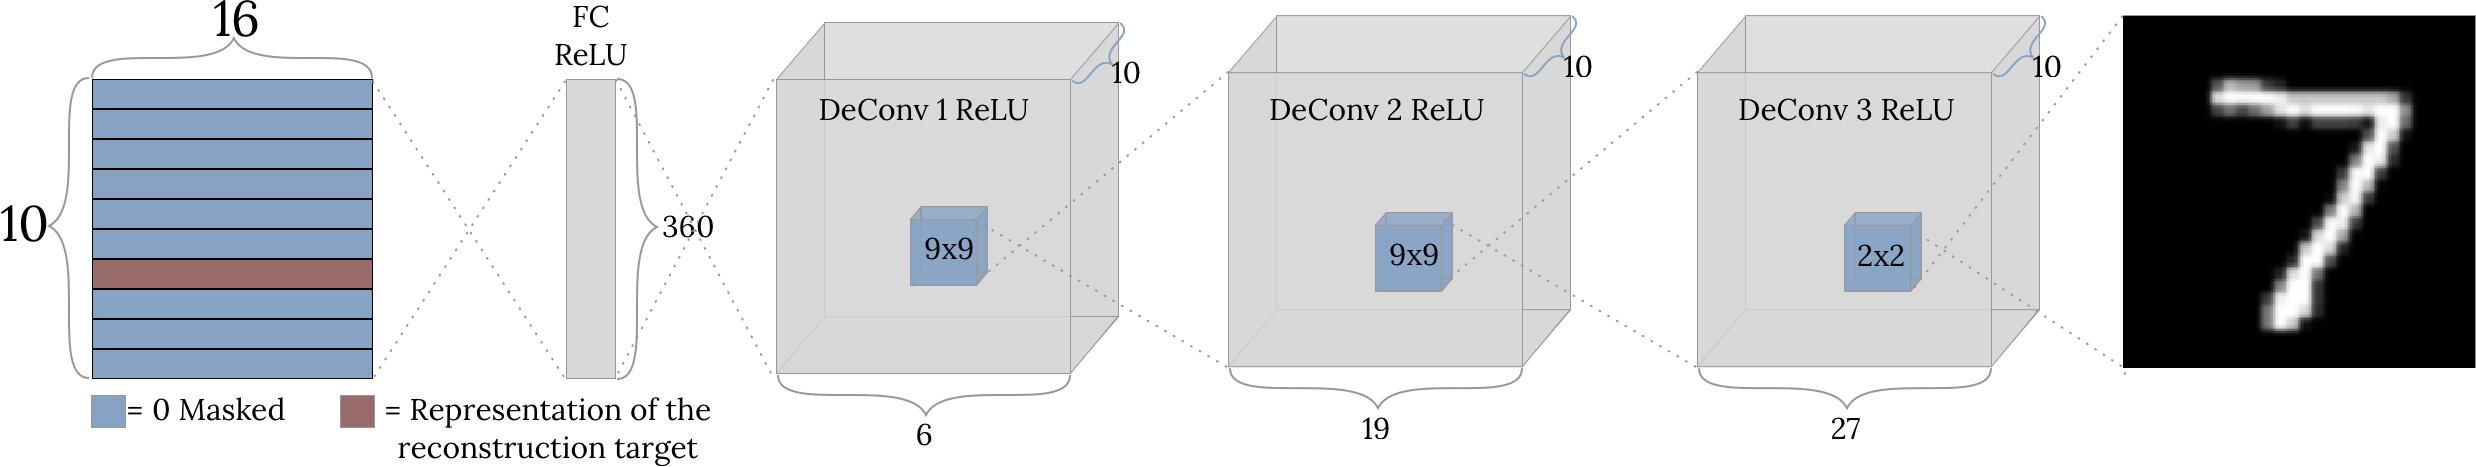 16
10
FC
ReLU
360
DeConv 1 ReLU
10
9x9
6
DeConv 2 ReLU
10
9x9
19
DeConv 3 ReLU
10
2x2
27
= 0 Masked
= Representation of the
reconstruction target